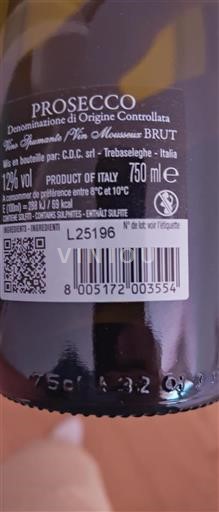 PROSECCO
Denominazione di Origine Controllata
Vino Spumante / Vin Mousseux BRUT
Mis en bouteille par: C.D.C. srl - Trebaseleghe - Italia
12% vol PRODUCT OF ITALY 750 ml e
A consommer de préférence entre 8°C et 10°C
E (100ml) = 288 kJ / 69 kcal
CONTIENE SOLFITI - CONTAINS SULPHITES - ENTHÄLT SULFITE
INGREDIENTS - INGREDIENTI
N° de lot: voir l'étiquette
L25196
VINYOU
8 005172 003554
75cl